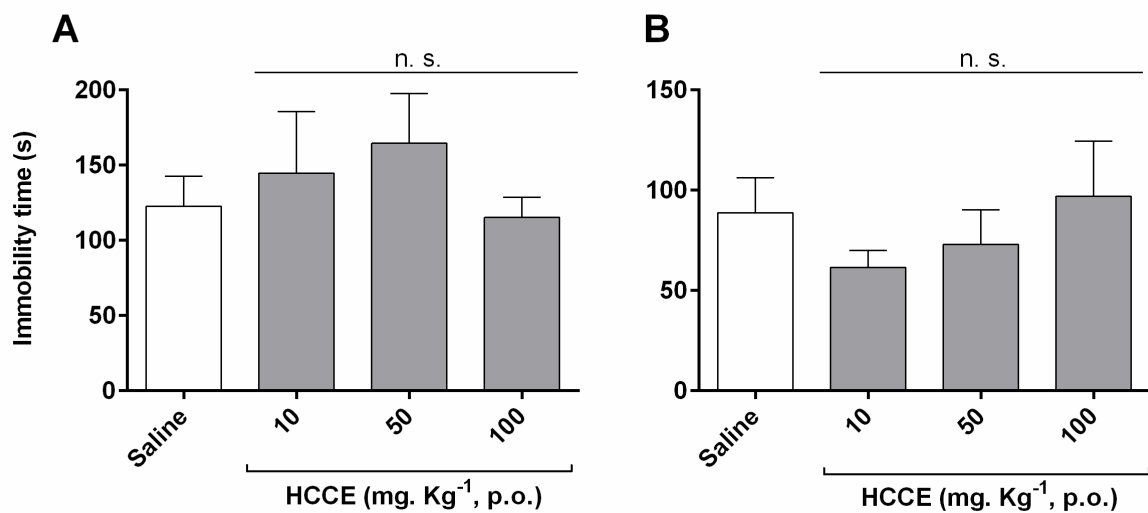 A
n. s.
Immobility time (s)
200
150
100
50
0
Saline
10
50
100
HCCE (mg. Kg⁻¹, p.o.)
B
n. s.
150
100
50
0
Saline
10
50
100
HCCE (mg. Kg⁻¹, p.o.)